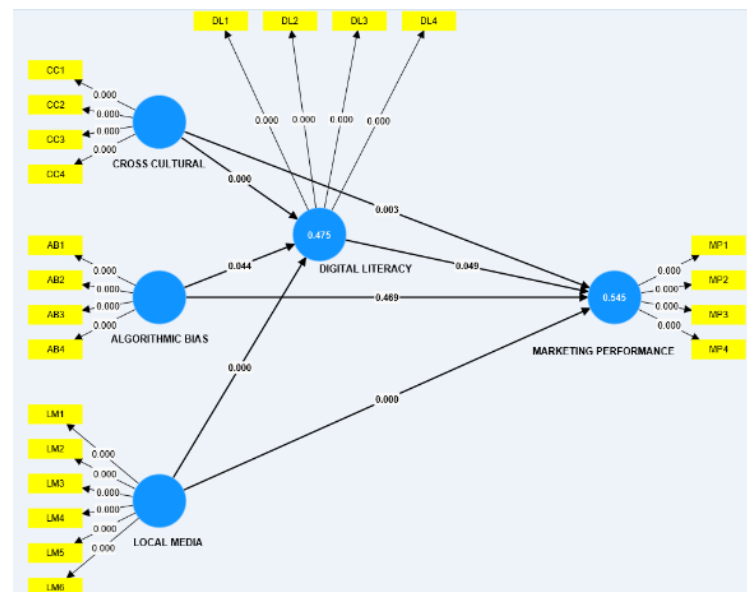 DL1 DL2 DL3 DL4
CC1
0.000
CC2
0.000
CC3
0.000
CC4
0.000
CROSS CULTURAL
0.000 0.000 0.000 0.000
0.000
0.003
0.475
DIGITAL LITERACY
AB1
0.000
AB2
0.000
AB3
0.000
AB4
0.000
ALGORITHMIC BIAS
0.044
0.049
0.469
0.545
MARKETING PERFORMANCE
MP1
0.000
MP2
0.000
MP3
0.000
MP4
0.000
0.000
0.000
LM1
0.000
LM2
0.000
LM3
0.000
LM4
0.000
LM5
0.000
LM6
0.000
LOCAL MEDIA